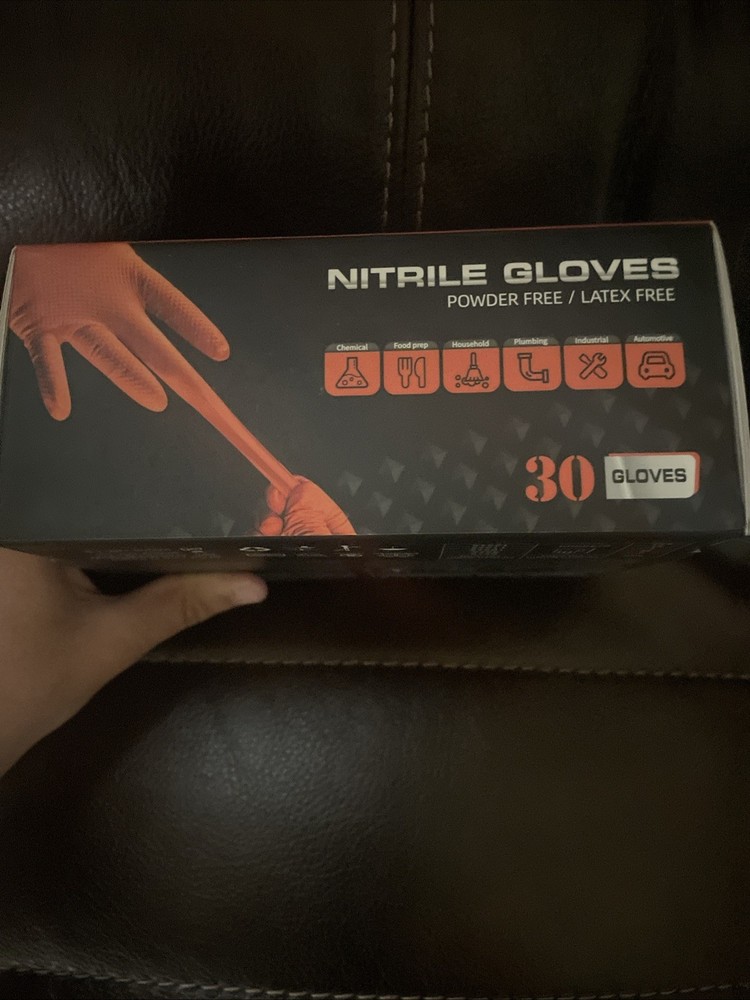 NITRILE GLOVES
POWDER FREE / LATEX FREE
Chemical Food prep Household Plumbing Industrial Automotive
30 GLOVES